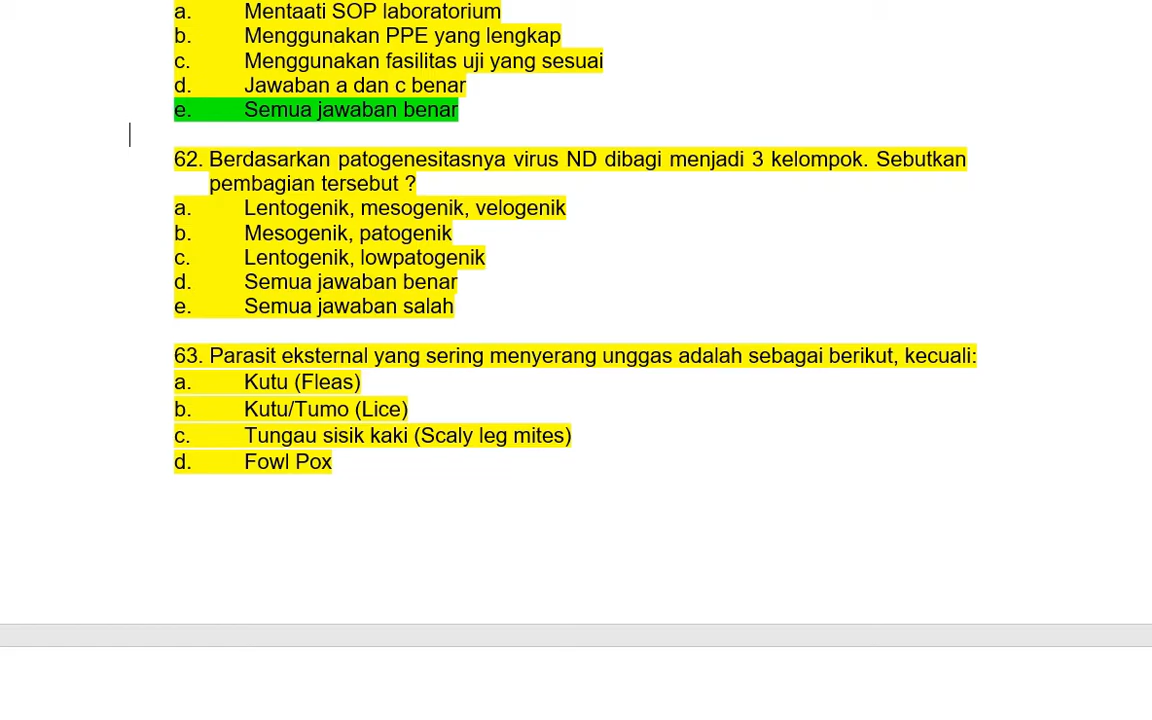 a. Mentaati SOP laboratorium
b. Menggunakan PPE yang lengkap
c. Menggunakan fasilitas uji yang sesuai
d. Jawaban a dan c benar
e. Semua jawaban benar
62. Berdasarkan patogenesitasnya virus ND dibagi menjadi 3 kelompok. Sebutkan
pembagian tersebut ?
a. Lentogenik, mesogenik, velogenik
b. Mesogenik, patogenik
c. Lentogenik, lowpatogenik
d. Semua jawaban benar
e. Semua jawaban salah
63. Parasit eksternal yang sering menyerang unggas adalah sebagai berikut, kecuali:
a. Kutu (Fleas)
b. Kutu/Tumo (Lice)
c. Tungau sisik kaki (Scaly leg mites)
d. Fowl Pox